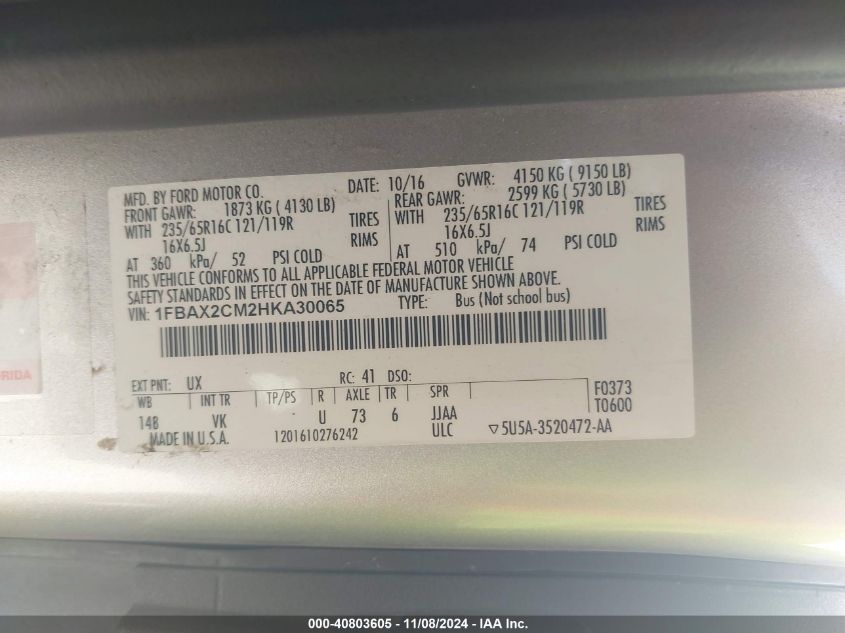 MFD. BY FORD MOTOR CO. DATE: 10/16 GVWR: 4150 KG ( 9150 LB)
FRONT GAWR: 1873 KG ( 4130 LB) REAR GAWR: 2599 KG ( 5730 LB)
WITH 235/65R16C 121/119R TIRES WITH 235/65R16C 121/119R TIRES
16X6.5J RIMS 16X6.5J RIMS
AT 360 kPa/ 52 PSI COLD AT 510 kPa/ 74 PSI COLD
THIS VEHICLE CONFORMS TO ALL APPLICABLE FEDERAL MOTOR VEHICLE
SAFETY STANDARDS IN EFFECT ON THE DATE OF MANUFACTURE SHOWN ABOVE.
VIN: 1FBAX2CM2HKA30065 TYPE: Bus (Not school bus)
EXT PNT: UX RC: 41 DSO:
WB INT TR TP/PS R AXLE TR SPR F0373
148 VK U 73 6 JJAA T0600
MADE IN U.S.A. 1201610276242 ULC ▽5U5A-3520472-AA
RIDA
000-40803605 - 11/08/2024 - IAA Inc.